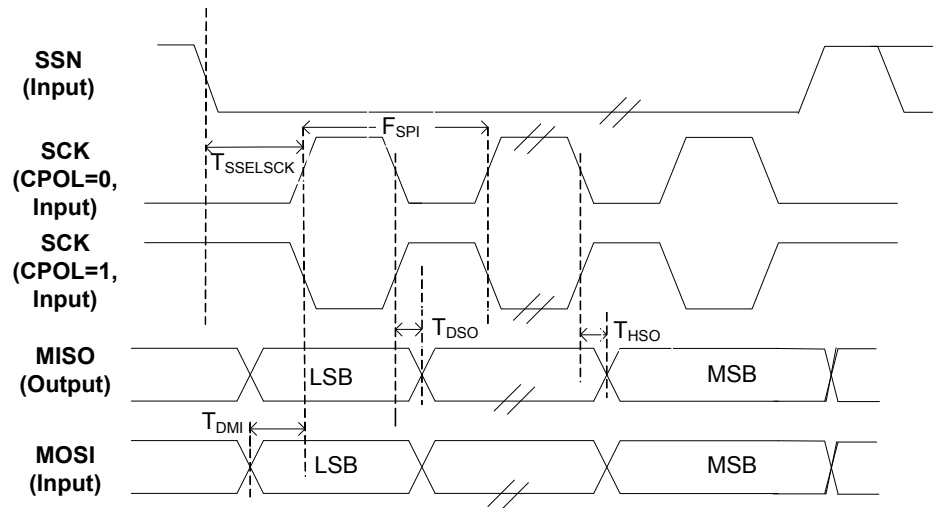 SSN
(Input)
F_SPI
SCK
(CPOL=0,
Input)
T_SSELSCK
SCK
(CPOL=1,
Input)
T_DSO
T_HSO
MISO
(Output)
LSB
MSB
T_DMI
MOSI
(Input)
LSB
MSB